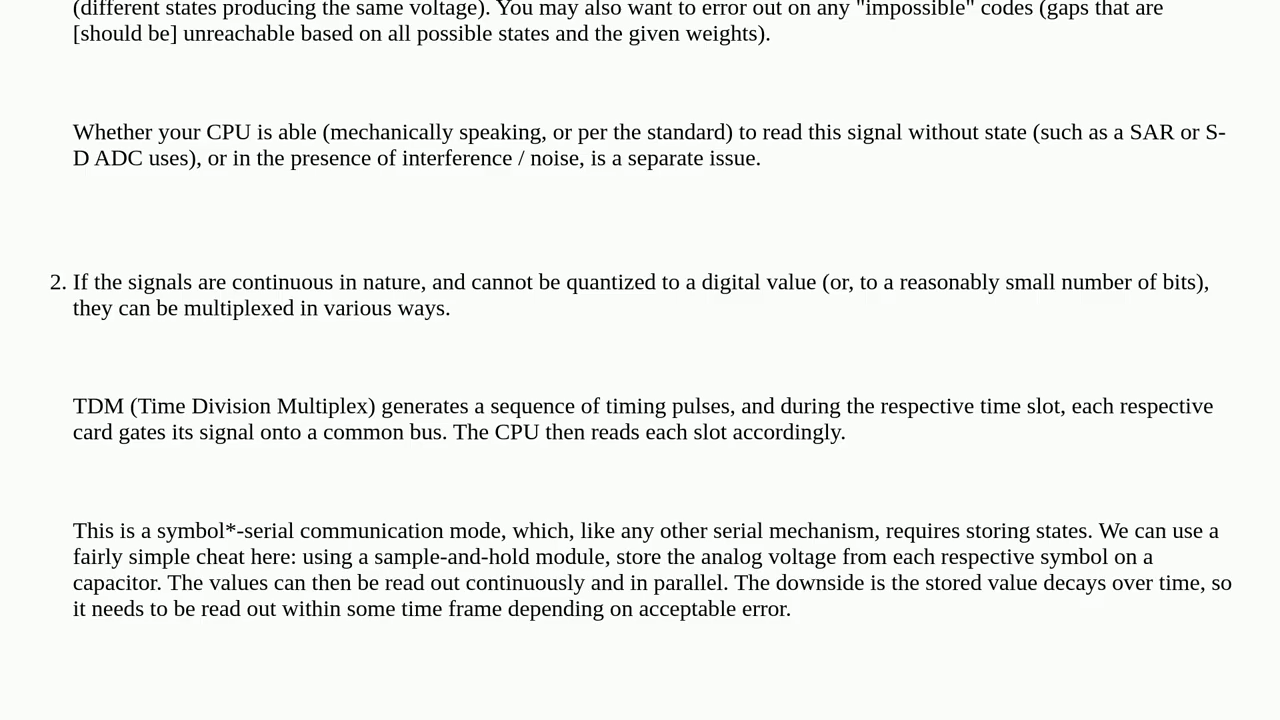 (different states producing the same voltage). You may also want to error out on any "impossible" codes (gaps that are
[should be] unreachable based on all possible states and the given weights).
Whether your CPU is able (mechanically speaking, or per the standard) to read this signal without state (such as a SAR or S-
D ADC uses), or in the presence of interference / noise, is a separate issue.
2. If the signals are continuous in nature, and cannot be quantized to a digital value (or, to a reasonably small number of bits),
they can be multiplexed in various ways.
TDM (Time Division Multiplex) generates a sequence of timing pulses, and during the respective time slot, each respective
card gates its signal onto a common bus. The CPU then reads each slot accordingly.
This is a symbol*-serial communication mode, which, like any other serial mechanism, requires storing states. We can use a
fairly simple cheat here: using a sample-and-hold module, store the analog voltage from each respective symbol on a
capacitor. The values can then be read out continuously and in parallel. The downside is the stored value decays over time, so
it needs to be read out within some time frame depending on acceptable error.